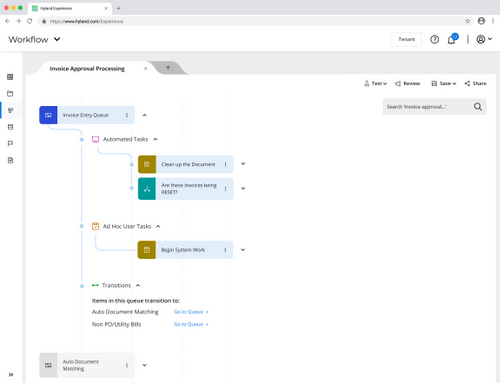 Hyland Experience
https://www.hyland.com/Experience
Workflow
Tenant
Invoice Approval Processing
Test
Review
Save
Share
Search 'Invoice approval...'
Invoice Entry Queue
Automated Tasks
Clean up the Document
Are these invoices being
RESET?
Ad Hoc User Tasks
Begin System Work
Transitions
Items in this queue transition to:
Auto Document Matching
Go to Queue
Non PO/Utility Bills
Go to Queue
Auto Document
Matching